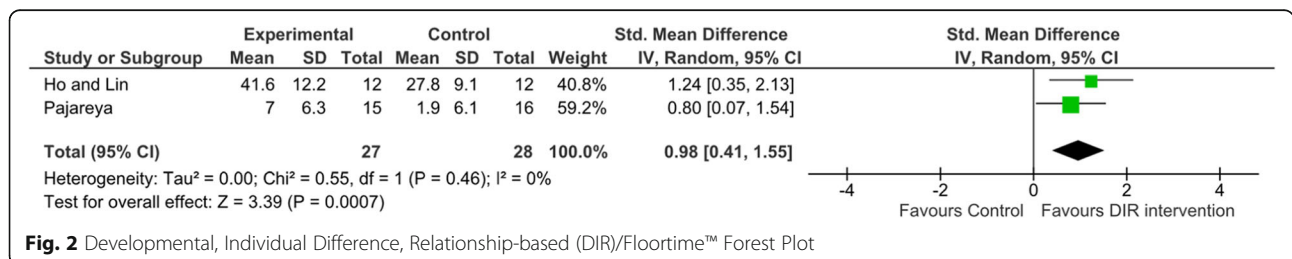 Experimental Control Std. Mean Difference Std. Mean Difference
Study or Subgroup Mean SD Total Mean SD Total Weight IV, Random, 95% CI IV, Random, 95% CI
Ho and Lin 41.6 12.2 12 27.8 9.1 12 40.8% 1.24 [0.35, 2.13]
Pajareya 7 6.3 15 1.9 6.1 16 59.2% 0.80 [0.07, 1.54]
Total (95% CI) 27 28 100.0% 0.98 [0.41, 1.55]
Heterogeneity: Tau² = 0.00; Chi² = 0.55, df = 1 (P = 0.46); I² = 0%
Test for overall effect: Z = 3.39 (P = 0.0007)
-4 -2 0 2 4
Favours Control Favours DIR intervention
Fig. 2 Developmental, Individual Difference, Relationship-based (DIR)/Floortime™ Forest Plot